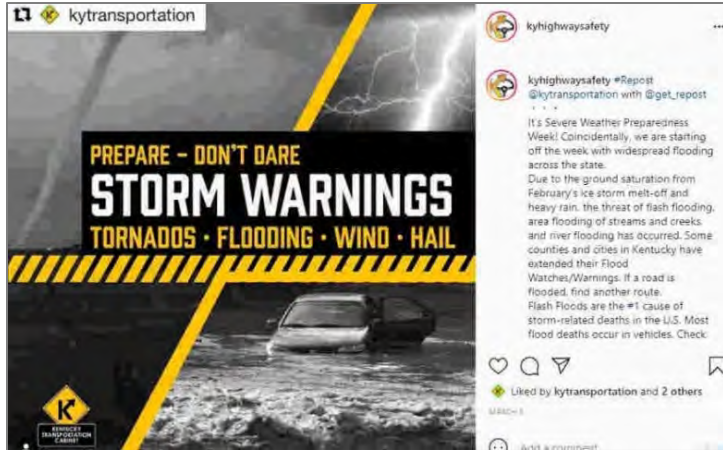 kytransportation
PREPARE – DON'T DARE
STORM WARNINGS
TORNADOS · FLOODING · WIND · HAIL
KENTUCKY
TRANSPORTATION
CABINET
kyhighwaysafety
kyhighwaysafety #Repost
@kytransportation with @get_repost
It's Severe Weather Preparedness
Week! Coincidentally, we are starting
off the week with widespread flooding
across the state.
Due to the ground saturation from
February's ice storm melt-off and
heavy rain, the threat of flash flooding,
area flooding of streams and creeks
and river flooding has occurred. Some
counties and cities in Kentucky have
extended their Flood
Watches/Warnings. If a road is
flooded, find another route.
Flash Floods are the #1 cause of
storm-related deaths in the U.S. Most
flood deaths occur in vehicles. Check
Liked by kytransportation and 2 others
MARCH
Add a comment